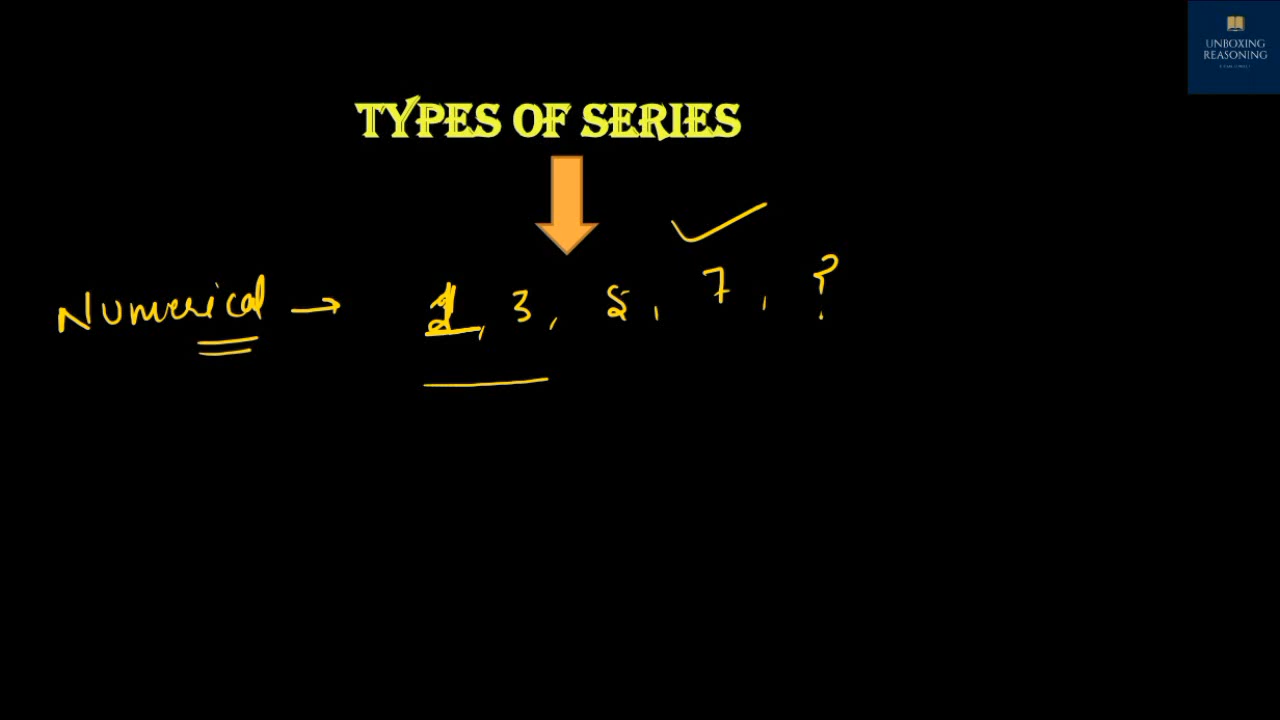 UNBOXING
REASONING
TYPES OF SERIES
Numerical → 1, 3, 5, 7, ?